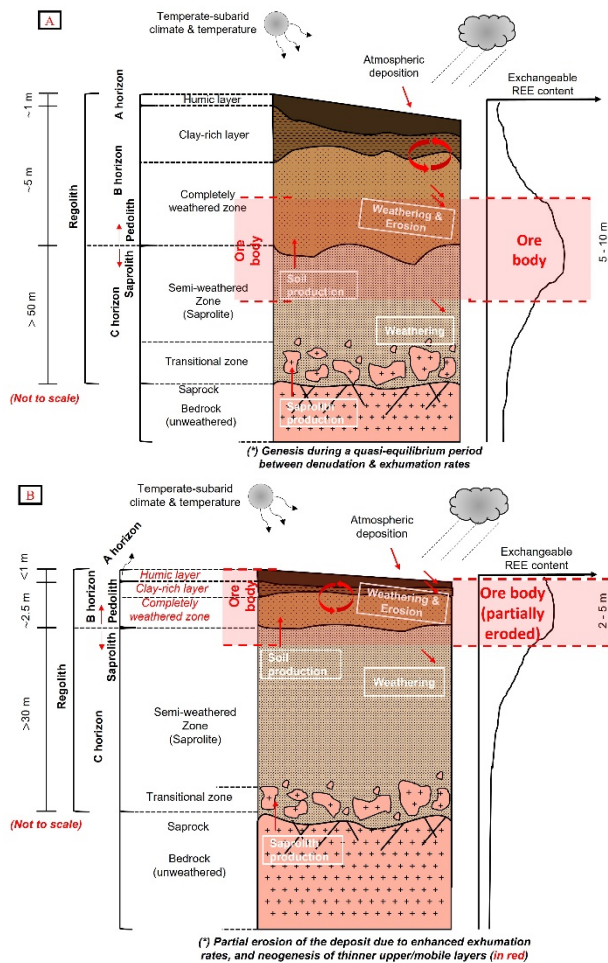 A
Temperate-subarid
climate & temperature
Atmospheric
deposition
Exchangeable
REE content
~1 m
~5 m
> 50 m
(Not to scale)
Regolith
A horizon
B horizon
C horizon
Pedolith
Saprolith
Humic layer
Clay-rich layer
Completely
weathered zone
Semi-weathered
Zone
(Saprolite)
Transitional zone
Saprock
Bedrock
(unweathered)
Ore
body
Weathering &
Erosion
Soil
production
Weathering
Saprolith
production
Ore
body
5 - 10 m
(*) Genesis during a quasi-equilibrium period
between denudation & exhumation rates
B
Temperate-subarid
climate & temperature
Atmospheric
deposition
Exchangeable
REE content
<1 m
~2.5 m
>30 m
(Not to scale)
Regolith
A horizon
B horizon
C horizon
Pedolith
Saprolith
Humic layer
Clay-rich layer
Completely
weathered zone
Semi-weathered
Zone
(Saprolite)
Transitional zone
Saprock
Bedrock
(unweathered)
Ore
body
Weathering &
Erosion
Soil
production
Weathering
Saprolith
production
Ore body
(partially
eroded)
2 - 5 m
(*) Partial erosion of the deposit due to enhanced exhumation
rates, and neogenesis of thinner upper/mobile layers (in red)